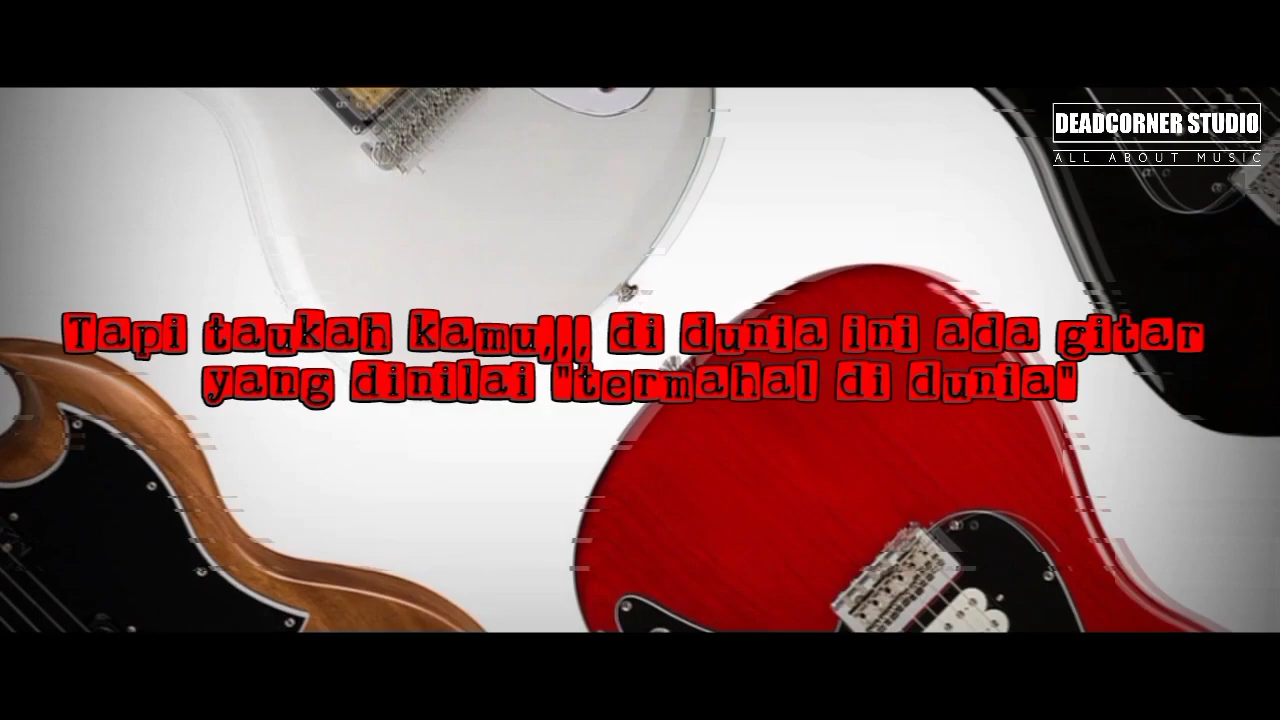 DEADCORNER STUDIO
ALL ABOUT MUSIC
Tapi taukah kamu,,, di dunia ini ada gitar
yang dinilai "termahal di dunia"